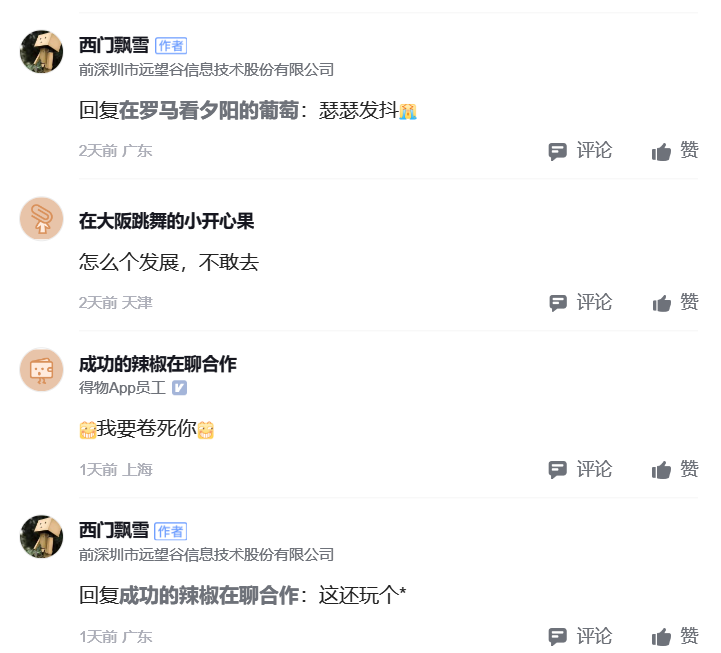 西门飘雪 作者
前深圳市远望谷信息技术股份有限公司
回复在罗马看夕阳的葡萄：瑟瑟发抖😭
2天前 广东 评论 赞
在大阪跳舞的小开心果
怎么个发展，不敢去
2天前 天津 评论 赞
成功的辣椒在聊合作
得物App员工 V
😁我要卷死你😁
1天前 上海 评论 赞
西门飘雪 作者
前深圳市远望谷信息技术股份有限公司
回复成功的辣椒在聊合作：这还玩个*
1天前 广东 评论 赞